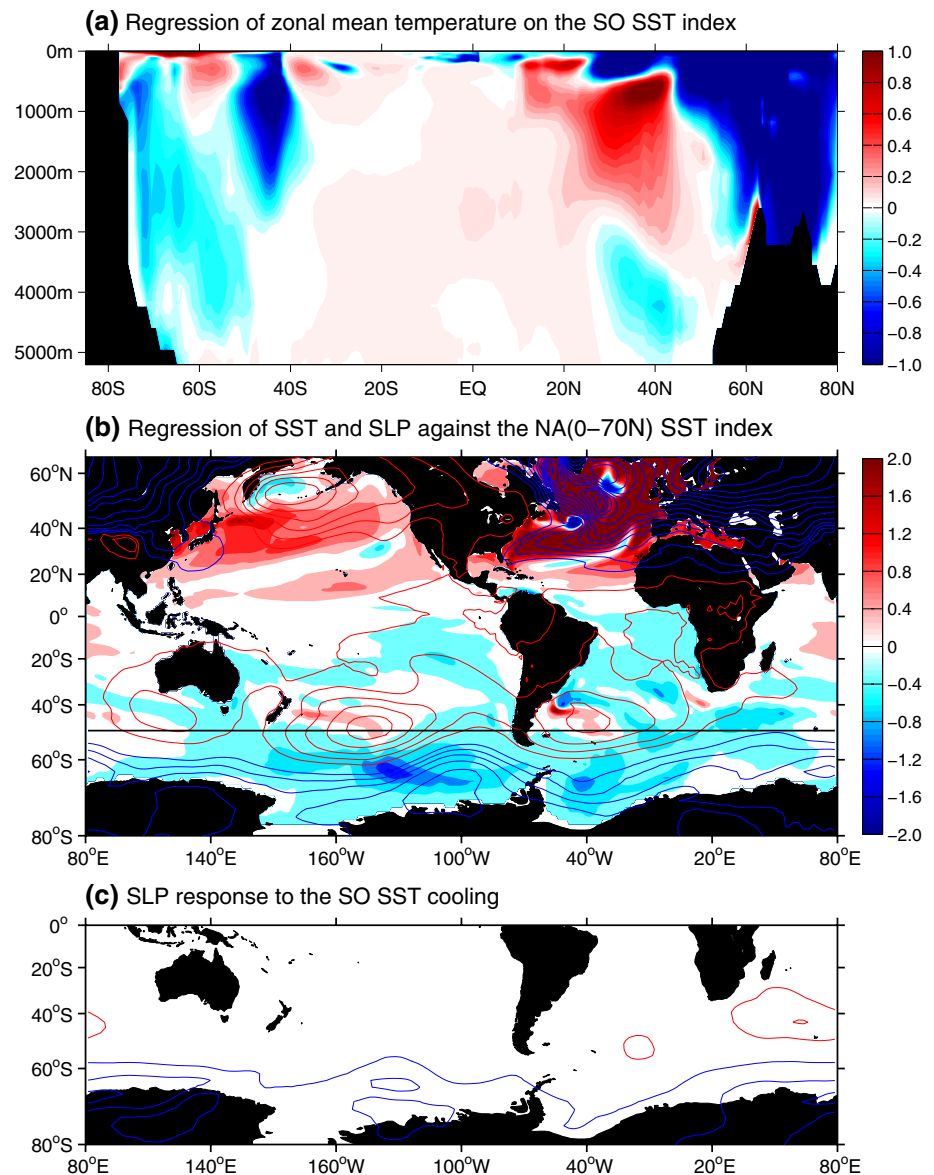 (a) Regression of zonal mean temperature on the SO SST index
0m
1000m
2000m
3000m
4000m
5000m
80S 60S 40S 20S EQ 20N 40N 60N 80N
1.0
0.8
0.6
0.4
0.2
0
−0.2
−0.4
−0.6
−0.8
−1.0
(b) Regression of SST and SLP against the NA(0−70N) SST index
60°N
40°N
20°N
0°
20°S
40°S
60°S
80°S
80°E 140°E 160°W 100°W 40°W 20°E 80°E
2.0
1.6
1.2
0.8
0.4
0
−0.4
−0.8
−1.2
−1.6
−2.0
(c) SLP response to the SO SST cooling
0°
20°S
40°S
60°S
80°S
80°E 140°E 160°W 100°W 40°W 20°E 80°E